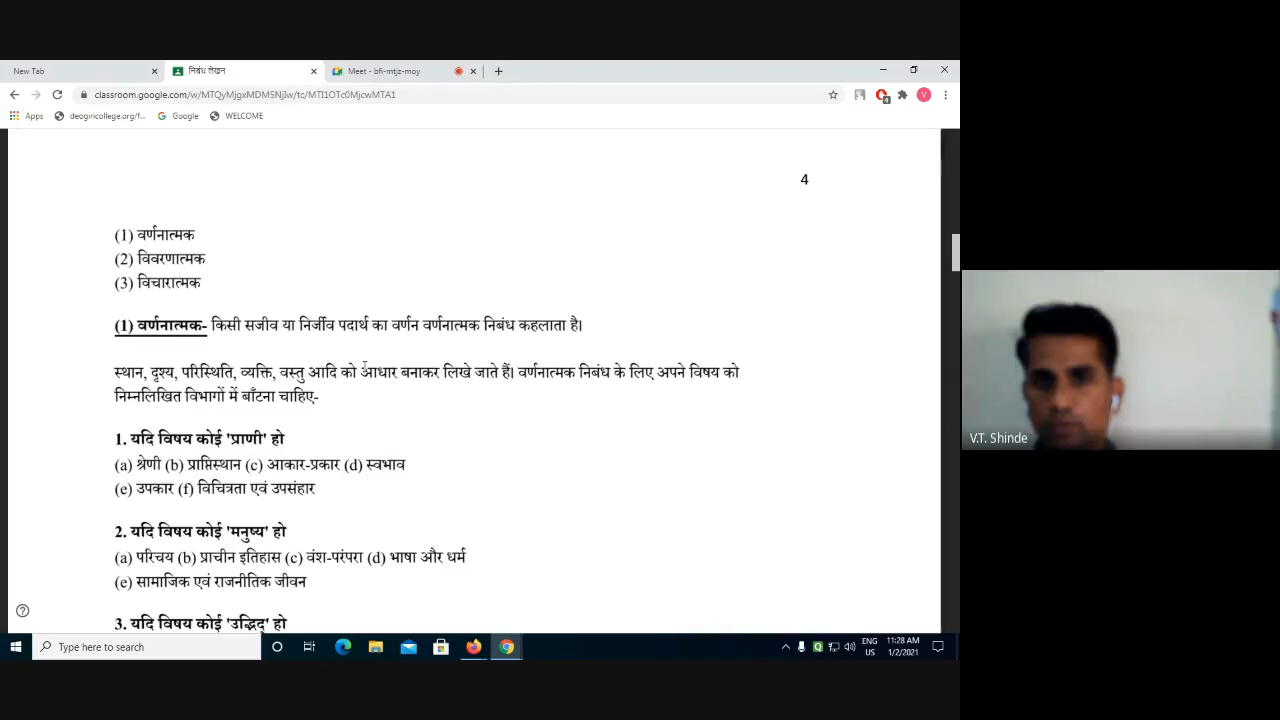 New Tab
निबंध लेखन
Meet - bfi-mtjz-moy
classroom.google.com/w/MTQyMjgxMDM5NjIw/tc/MTI1OTc0MjcwMTA1
Apps
deogiricollege.org/f...
Google
WELCOME
4
(1) वर्णनात्मक
(2) विवरणात्मक
(3) विचारात्मक
(1) वर्णनात्मक- किसी सजीव या निर्जीव पदार्थ का वर्णन वर्णनात्मक निबंध कहलाता है।
स्थान, दृश्य, परिस्थिति, व्यक्ति, वस्तु आदि को आधार बनाकर लिखे जाते हैं। वर्णनात्मक निबंध के लिए अपने विषय को
निम्नलिखित विभागों में बाँटना चाहिए-
1. यदि विषय कोई 'प्राणी' हो
(a) श्रेणी (b) प्राप्तिस्थान (c) आकार-प्रकार (d) स्वभाव
(e) उपकार (f) विचित्रता एवं उपसंहार
2. यदि विषय कोई 'मनुष्य' हो
(a) परिचय (b) प्राचीन इतिहास (c) वंश-परंपरा (d) भाषा और धर्म
(e) सामाजिक एवं राजनीतिक जीवन
3. यदि विषय कोई 'उद्भिद्' हो
V.T. Shinde
Type here to search
ENG
US
11:28 AM
1/2/2021